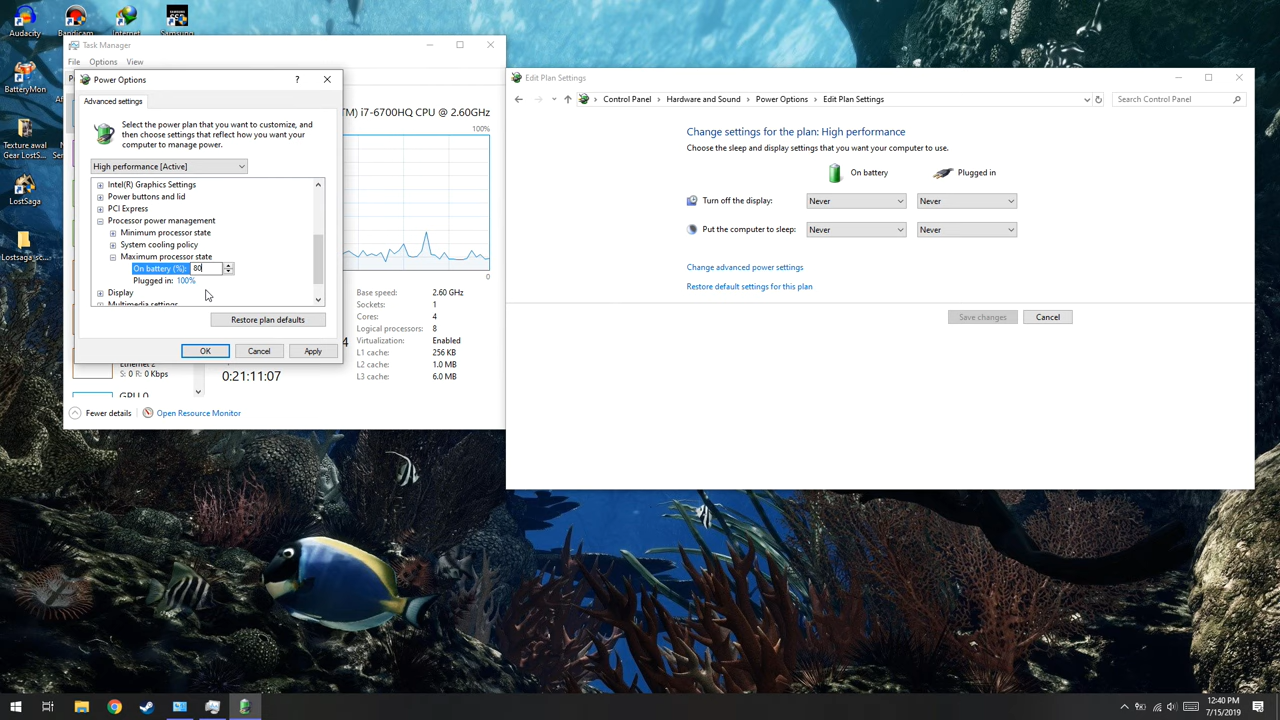 Audacity
Bandicam
Internet
Samsung
BatteryMon
Texture awal
Gear LostS...
LostSaga
Lostsaga_sc...
Task Manager
File Options View
i7-6700HQ CPU @ 2.60GHz
100%
0
Base speed: 2.60 GHz
Sockets: 1
Cores: 4
Logical processors: 8
Virtualization: Enabled
L1 cache: 256 KB
L2 cache: 1.0 MB
L3 cache: 6.0 MB
S: 0 R: 0 Kbps
GPU 0
0:21:11:07
Fewer details
Open Resource Monitor
Power Options
?
Advanced settings
Select the power plan that you want to customize, and
then choose settings that reflect how you want your
computer to manage power.
High performance [Active]
Intel(R) Graphics Settings
Power buttons and lid
PCI Express
Processor power management
Minimum processor state
System cooling policy
Maximum processor state
On battery (%): 80
Plugged in: 100%
Display
Multimedia settings
Restore plan defaults
OK
Cancel
Apply
Edit Plan Settings
Control Panel > Hardware and Sound > Power Options > Edit Plan Settings
Search Control Panel
Change settings for the plan: High performance
Choose the sleep and display settings that you want your computer to use.
On battery
Plugged in
Turn off the display: Never Never
Put the computer to sleep: Never Never
Change advanced power settings
Restore default settings for this plan
Save changes
Cancel
12:40 PM
7/15/2019